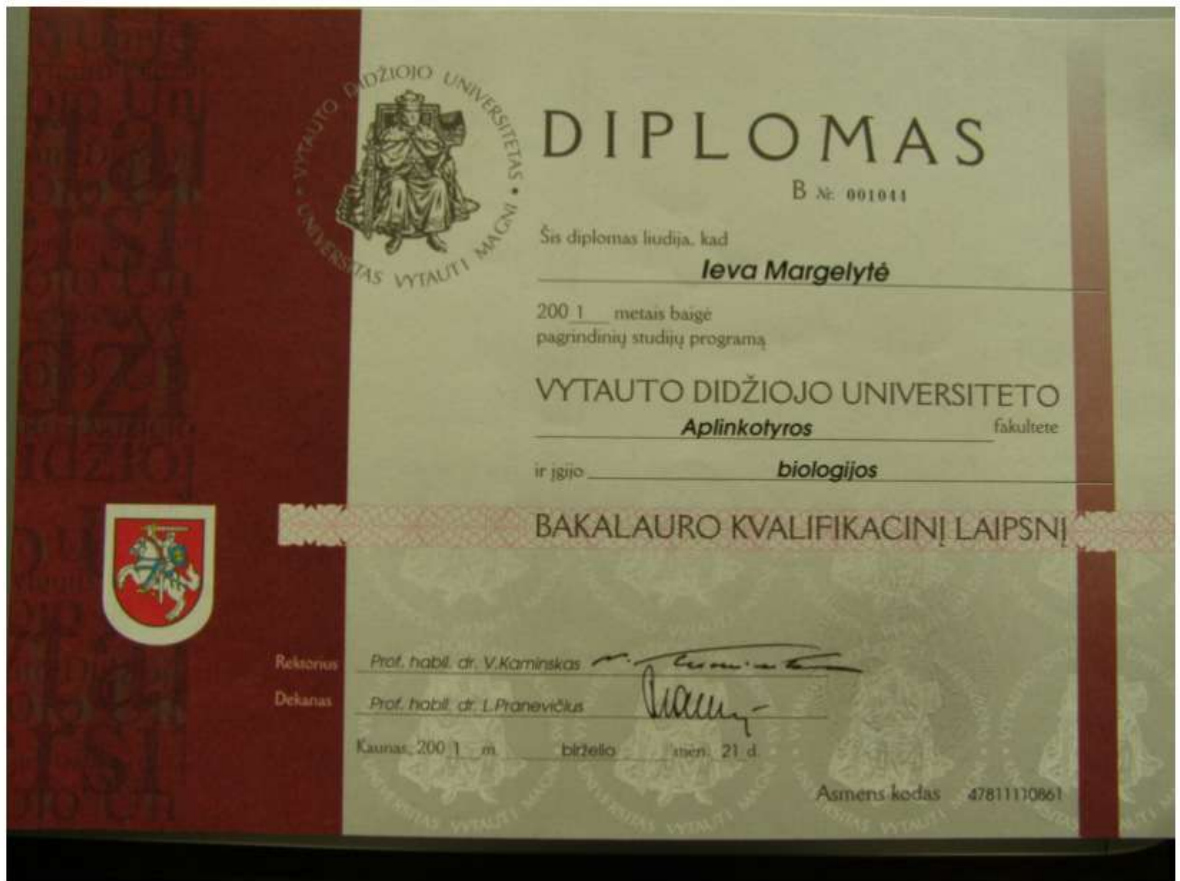 VYTAUTO DIDŽIOJO UNIVERSITETAS • UNIVERSITAS VYTAUTI MAGNI •
DIPLOMAS
B Nr. 001044
Šis diplomas liudija, kad
Ieva Margelytė
200 1 metais baigė
pagrindinių studijų programą
VYTAUTO DIDŽIOJO UNIVERSITETO
Aplinkotyros fakultete
ir įgijo biologijos
BAKALAURO KVALIFIKACINĮ LAIPSNĮ
Rektorius Prof. habil. dr. V.Kaminskas
Dekanas Prof. habil. dr. L.Pranevičius
Kaunas, 200 1 m. birželio mėn. 21 d.
Asmens kodas 47811110861